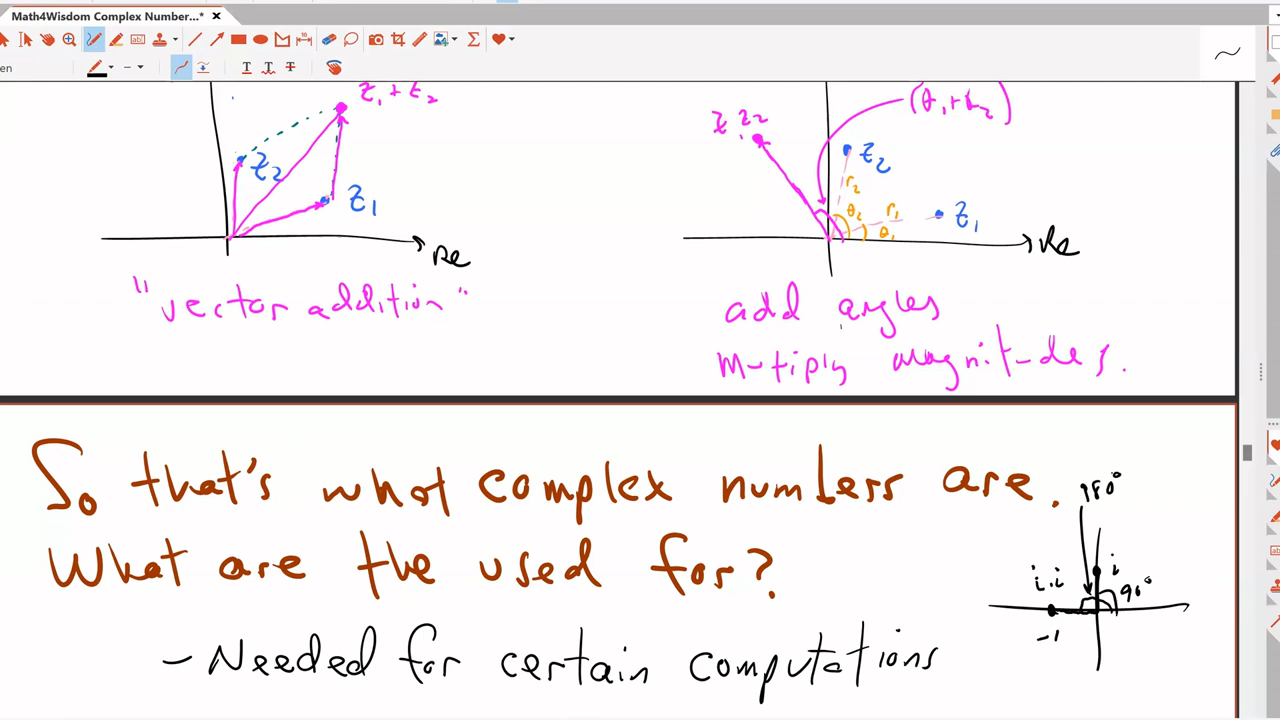 Math4Wisdom Complex Number...*
en
z1 + z2
z2
z1
Re
"vector addition"
(θ1+θ2)
z1z2
z2
r2
θ2
r1
θ1
z1
Re
add angles
multiply magnitudes.
So that's what complex numbers are.
What are the used for?
180°
i·i
i
90°
-1
- Needed for certain computations